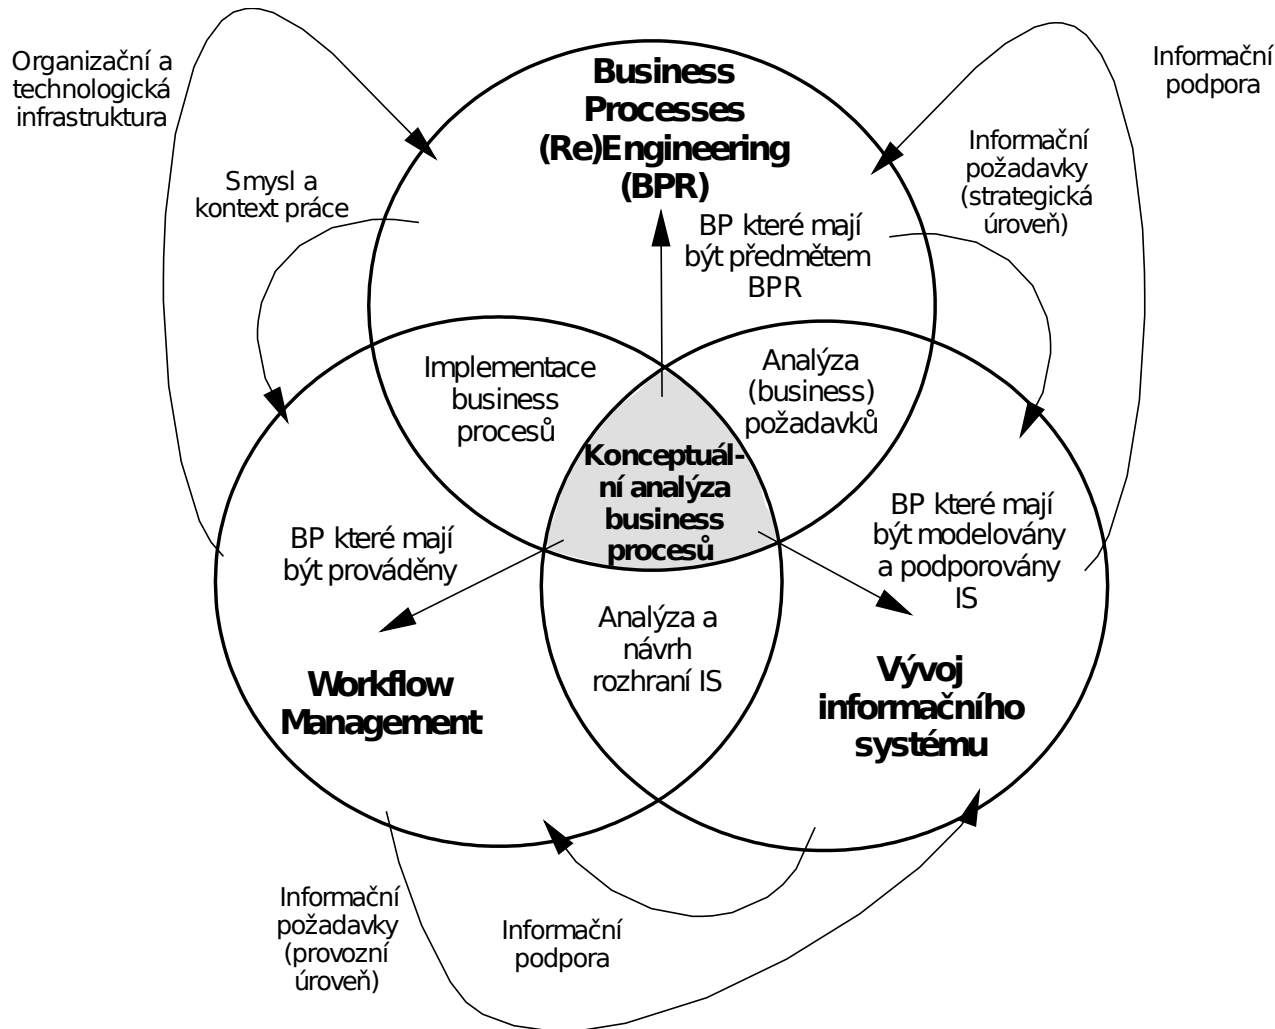 Organizační a
technologická
infrastruktura
Business
Processes
(Re)Engineering
(BPR)
Informační
podpora
Smysl a
kontext práce
Informační
požadavky
(strategická
úroveň)
BP které mají
být předmětem
BPR
Implementace
business
procesů
Analýza
(business)
požadavků
Konceptuál-
ní analýza
business
procesů
BP které mají
být prováděny
BP které mají
být modelovány
a podporovány
IS
Analýza a
návrh
rozhraní IS
Workflow
Management
Vývoj
informačního
systému
Informační
požadavky
(provozní
úroveň)
Informační
podpora